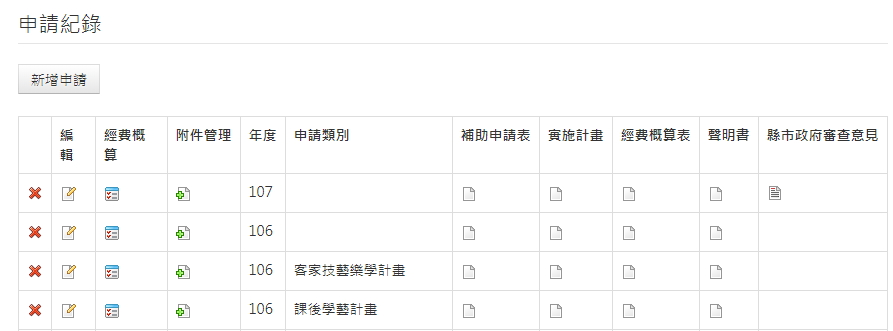 申請紀錄
新增申請
編輯 經費概算 附件管理 年度 申請類別 補助申請表 實施計畫 經費概算表 聲明書 縣市政府審查意見
107
106
106 客家技藝樂學計畫
106 課後學藝計畫